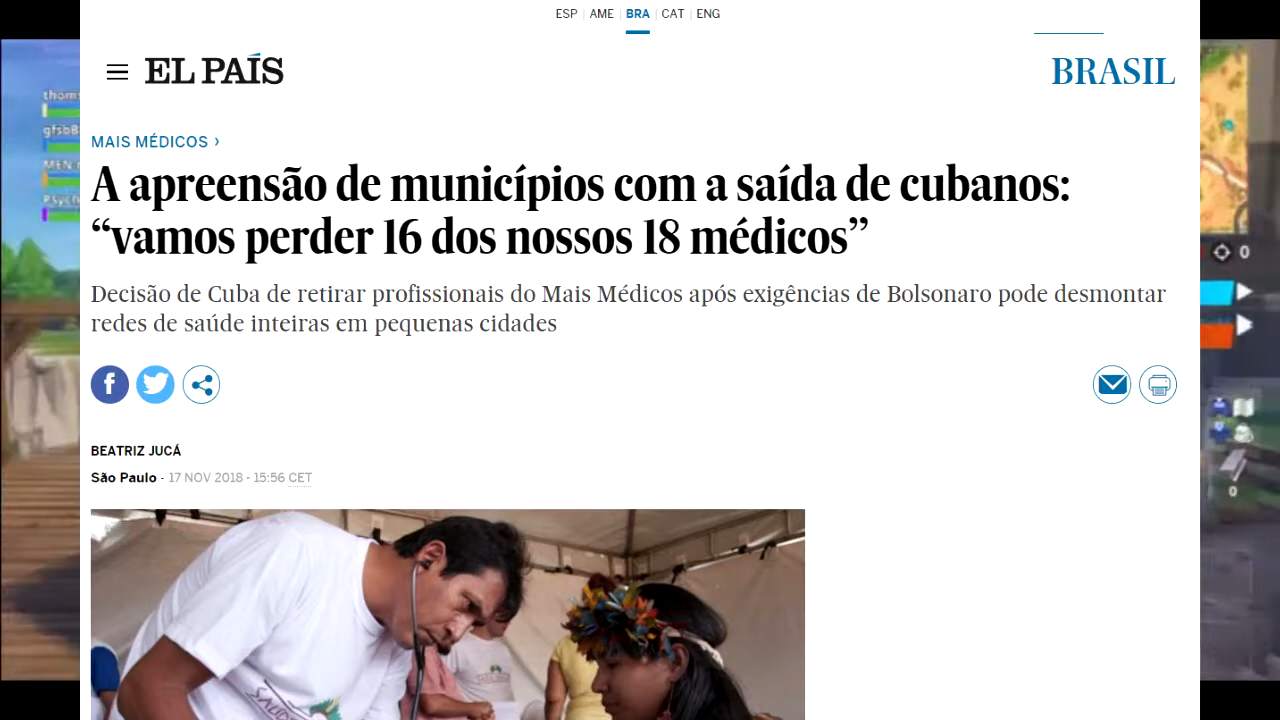 ESP AME BRA CAT ENG
EL PAÍS
BRASIL
MAIS MÉDICOS ›
A apreensão de municípios com a saída de cubanos:
“vamos perder 16 dos nossos 18 médicos”
Decisão de Cuba de retirar profissionais do Mais Médicos após exigências de Bolsonaro pode desmontar
redes de saúde inteiras em pequenas cidades
BEATRIZ JUCÁ
São Paulo - 17 NOV 2018 - 15:56 CET
0
0